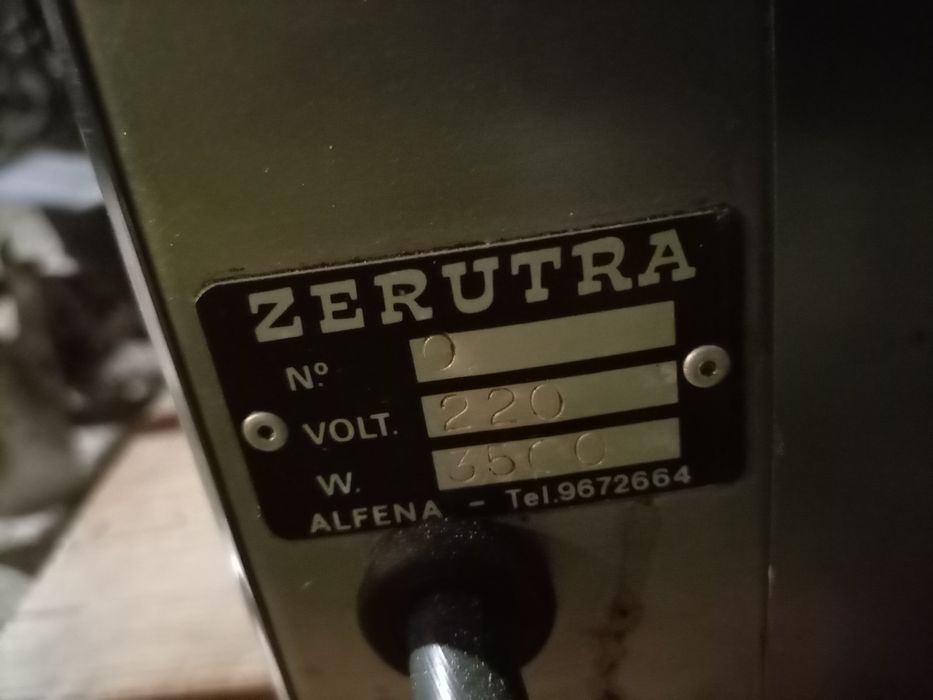 ZERUTRA
Nº 0
VOLT. 220
W. 3500
ALFENA - Tel.9672664